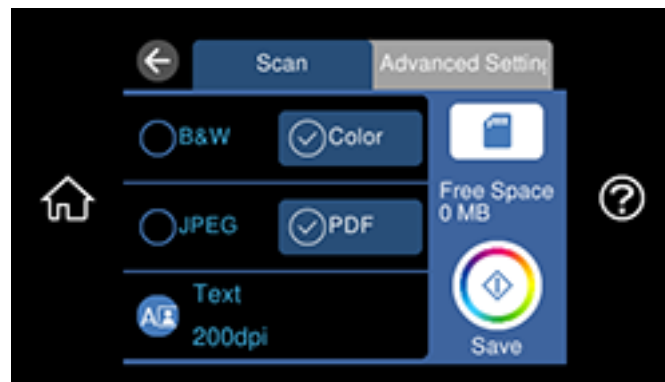 Scan
Advanced Setting
B&W
Color
JPEG
PDF
Text
200dpi
Free Space
0 MB
Save